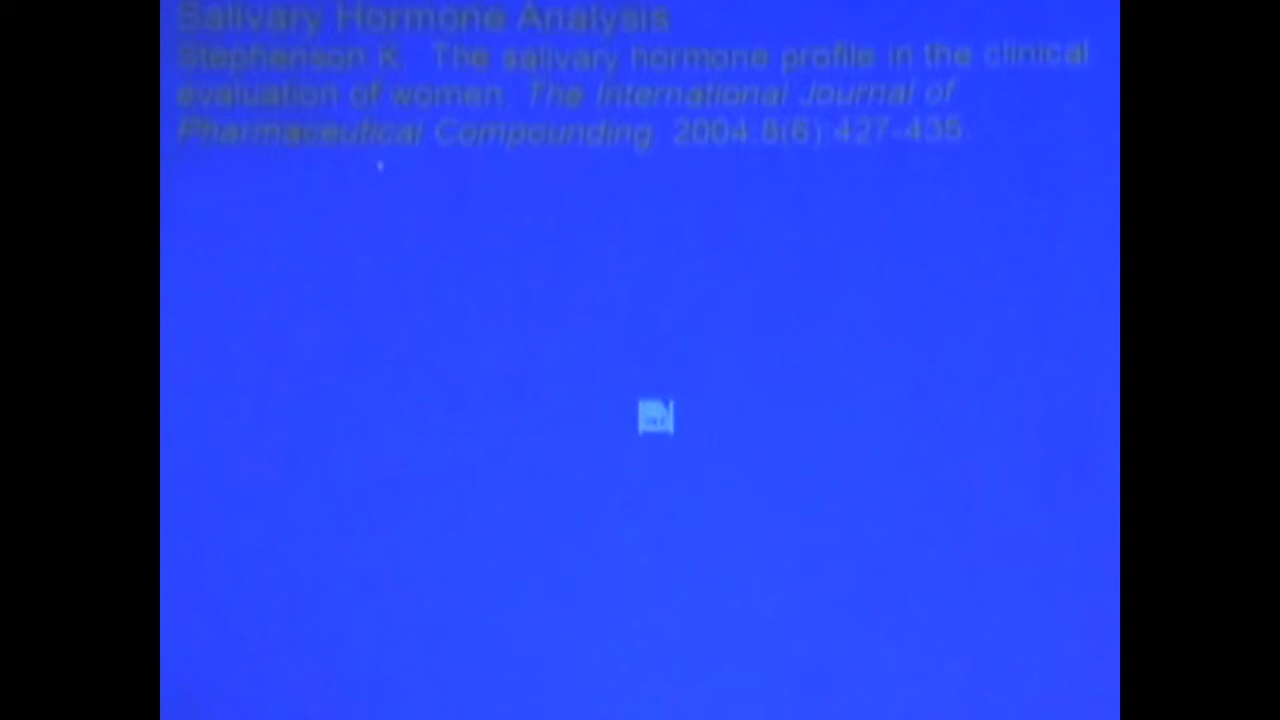 Salivary Hormone Analysis
Stephenson K. The salivary hormone profile in the clinical
evaluation of women. The International Journal of
Pharmaceutical Compounding. 2004;8(6):427-435.